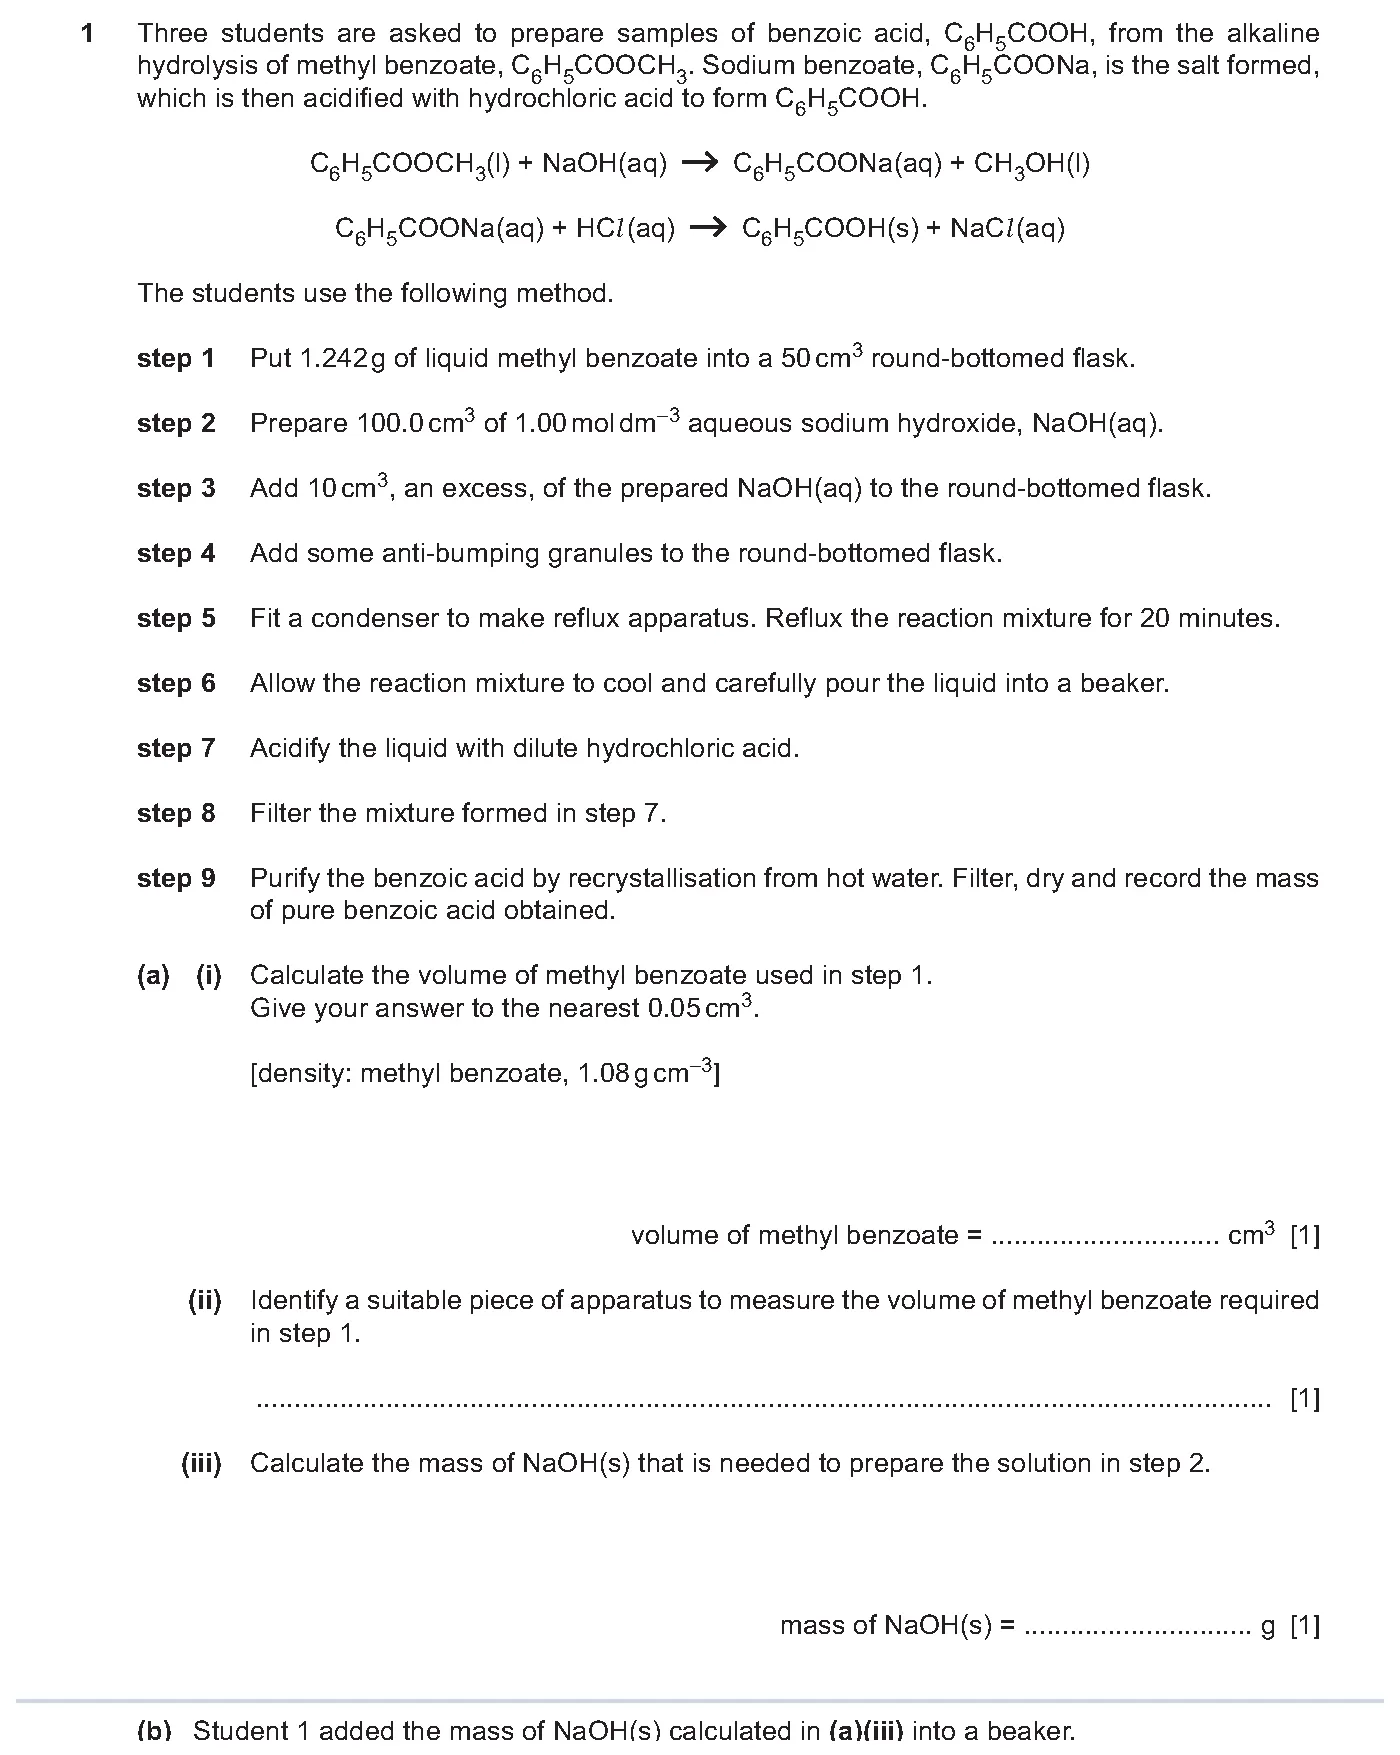 1 Three students are asked to prepare samples of benzoic acid, C₆H₅COOH, from the alkaline
hydrolysis of methyl benzoate, C₆H₅COOCH₃. Sodium benzoate, C₆H₅COONa, is the salt formed,
which is then acidified with hydrochloric acid to form C₆H₅COOH.
C₆H₅COOCH₃(l) + NaOH(aq) → C₆H₅COONa(aq) + CH₃OH(l)
C₆H₅COONa(aq) + HCl(aq) → C₆H₅COOH(s) + NaCl(aq)
The students use the following method.
step 1 Put 1.242 g of liquid methyl benzoate into a 50 cm³ round-bottomed flask.
step 2 Prepare 100.0 cm³ of 1.00 mol dm⁻³ aqueous sodium hydroxide, NaOH(aq).
step 3 Add 10 cm³, an excess, of the prepared NaOH(aq) to the round-bottomed flask.
step 4 Add some anti-bumping granules to the round-bottomed flask.
step 5 Fit a condenser to make reflux apparatus. Reflux the reaction mixture for 20 minutes.
step 6 Allow the reaction mixture to cool and carefully pour the liquid into a beaker.
step 7 Acidify the liquid with dilute hydrochloric acid.
step 8 Filter the mixture formed in step 7.
step 9 Purify the benzoic acid by recrystallisation from hot water. Filter, dry and record the mass
of pure benzoic acid obtained.
(a) (i) Calculate the volume of methyl benzoate used in step 1.
Give your answer to the nearest 0.05 cm³.
[density: methyl benzoate, 1.08 g cm⁻³]
volume of methyl benzoate = .............................. cm³ [1]
(ii) Identify a suitable piece of apparatus to measure the volume of methyl benzoate required
in step 1.
..................................................................................................................................... [1]
(iii) Calculate the mass of NaOH(s) that is needed to prepare the solution in step 2.
mass of NaOH(s) = .............................. g [1]
(b) Student 1 added the mass of NaOH(s) calculated in (a)(iii) into a beaker.